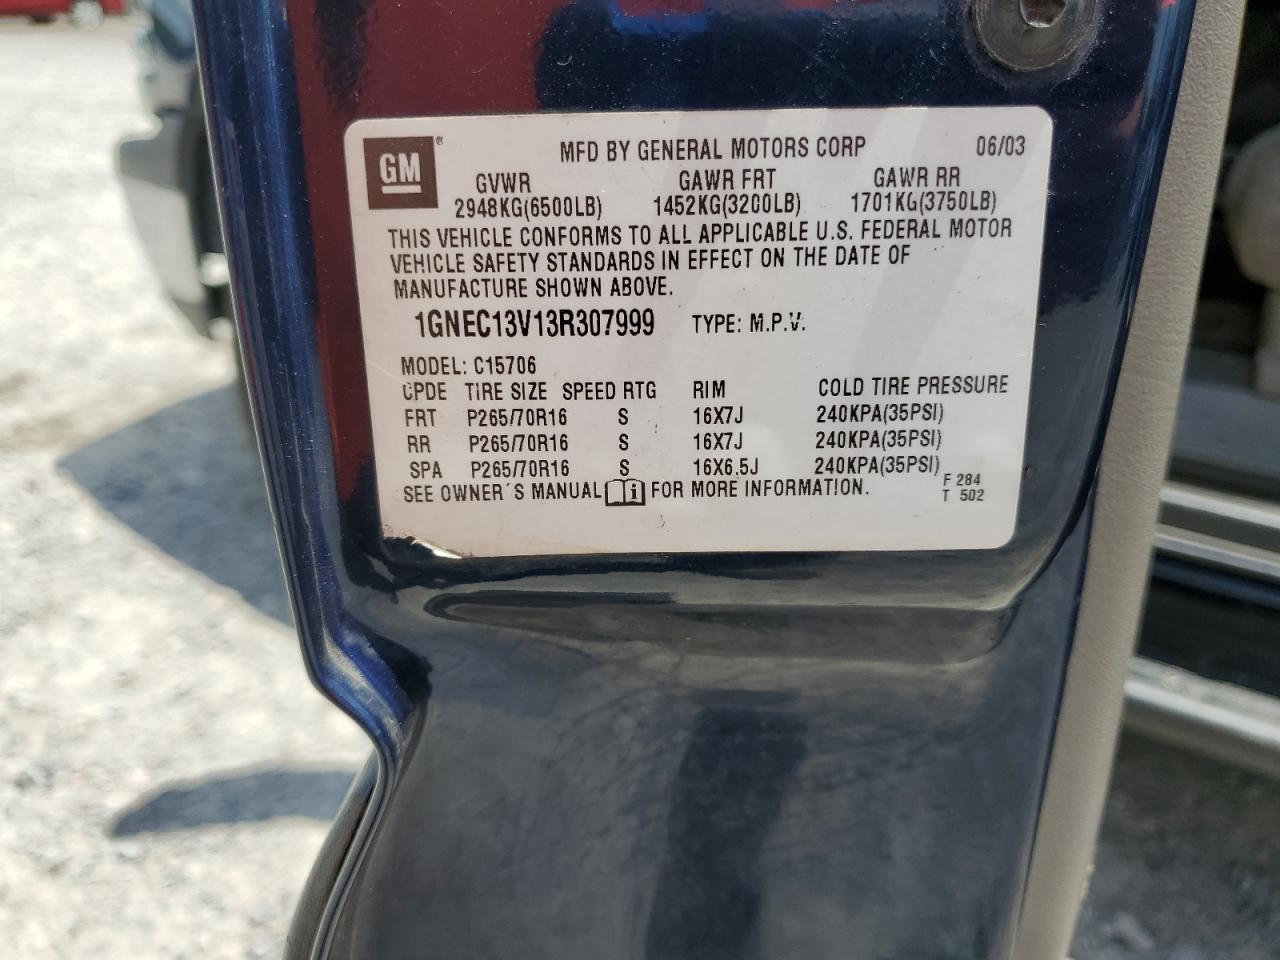 GM ® MFD BY GENERAL MOTORS CORP 06/03
GVWR GAWR FRT GAWR RR
2948KG(6500LB) 1452KG(3200LB) 1701KG(3750LB)
THIS VEHICLE CONFORMS TO ALL APPLICABLE U.S. FEDERAL MOTOR
VEHICLE SAFETY STANDARDS IN EFFECT ON THE DATE OF
MANUFACTURE SHOWN ABOVE.
1GNEC13V13R307999 TYPE: M.P.V.
MODEL: C15706
CPDE TIRE SIZE SPEED RTG RIM COLD TIRE PRESSURE
FRT P265/70R16 S 16X7J 240KPA(35PSI)
RR P265/70R16 S 16X7J 240KPA(35PSI)
SPA P265/70R16 S 16X6.5J 240KPA(35PSI)
SEE OWNER'S MANUAL i FOR MORE INFORMATION. F 284
T 502